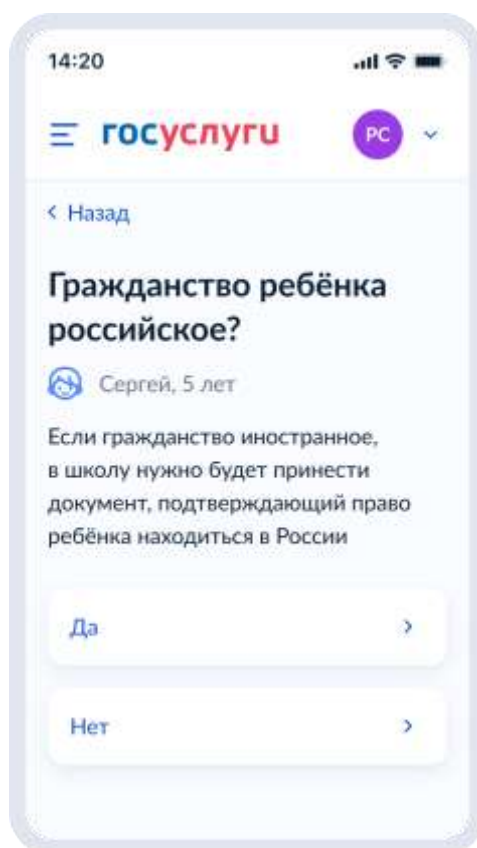 14:20
госуслуги
РС
Назад
Гражданство ребёнка
российское?
Сергей, 5 лет
Если гражданство иностранное,
в школу нужно будет принести
документ, подтверждающий право
ребёнка находиться в России
Да
Нет